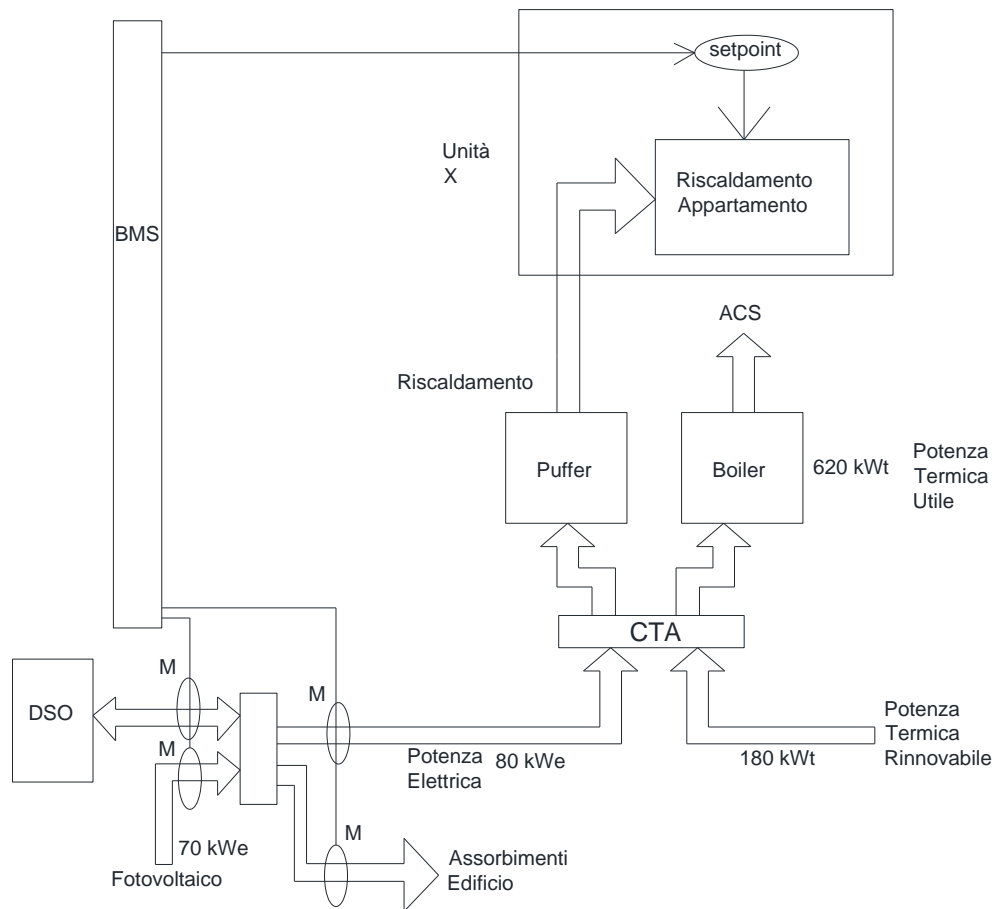 setpoint
Unità
X
Riscaldamento
Appartamento
BMS
ACS
Riscaldamento
Puffer
Boiler
620 kWt
Potenza
Termica
Utile
CTA
M
M
DSO
M
Potenza
Elettrica
80 kWe
180 kWt
Potenza
Termica
Rinnovabile
70 kWe
Fotovoltaico
M
Assorbimenti
Edificio